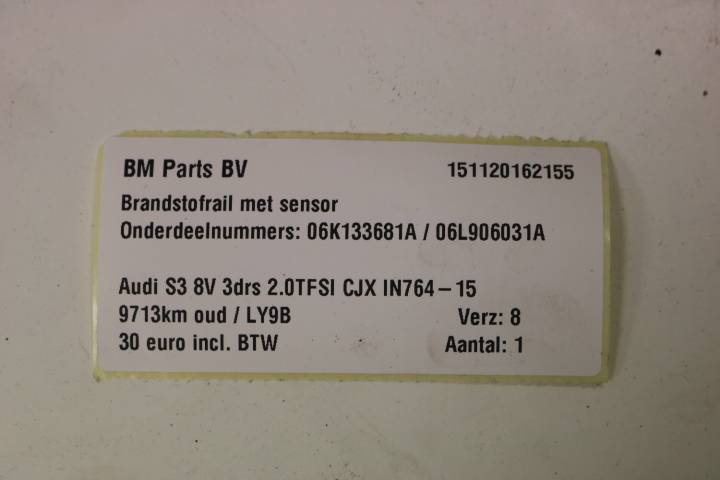 BM Parts BV 151120162155
Brandstofrail met sensor
Onderdeelnummers: 06K133681A / 06L906031A
Audi S3 8V 3drs 2.0TFSI CJX IN764-15
9713km oud / LY9B Verz: 8
30 euro incl. BTW Aantal: 1